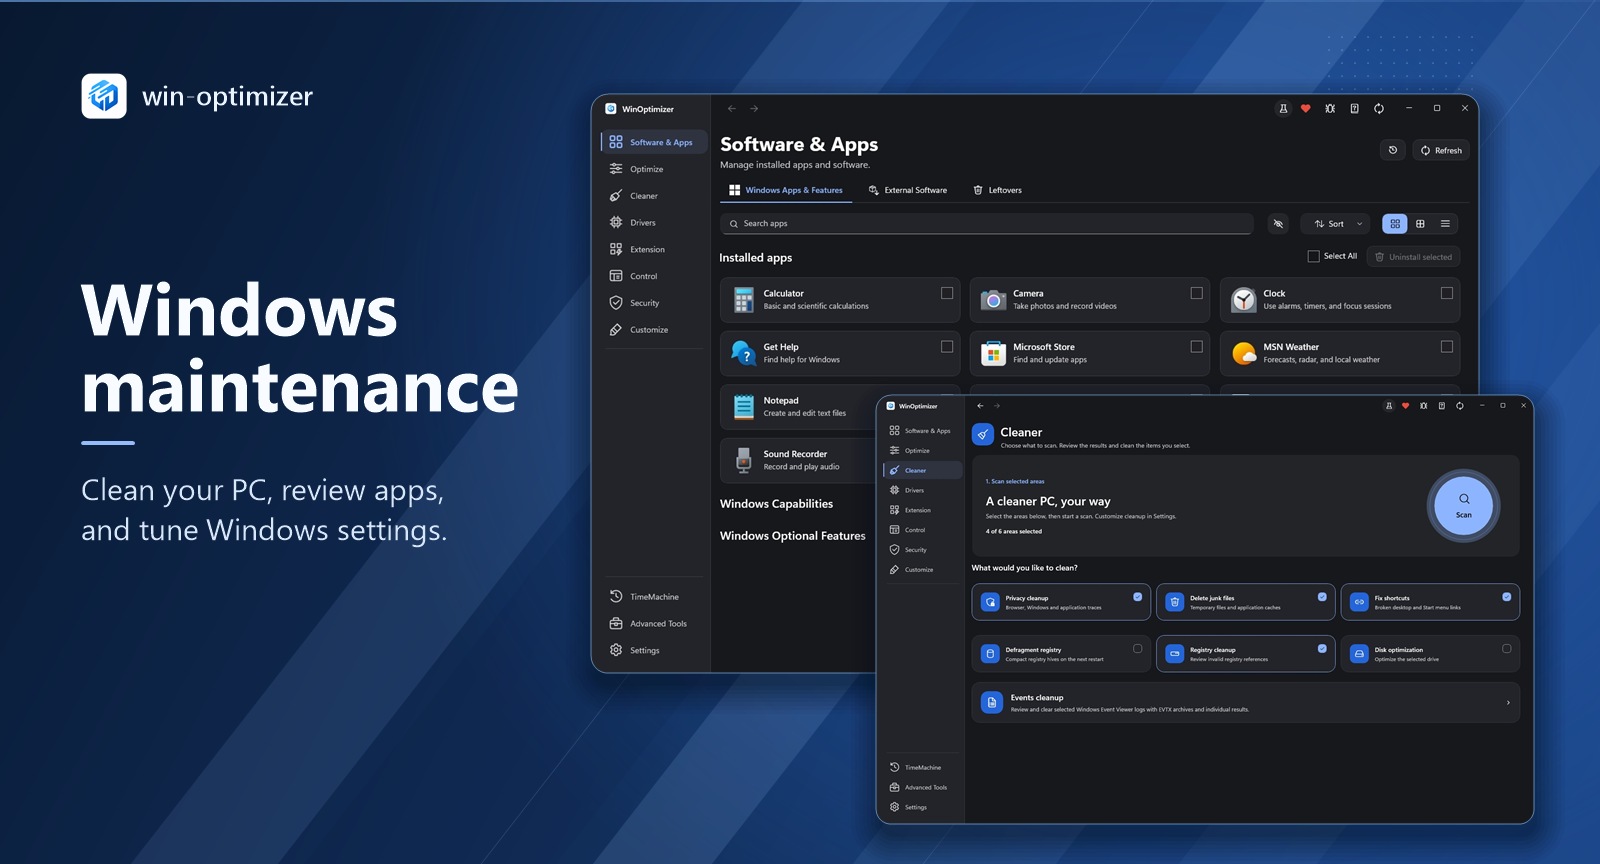 win-optimizer
Windows
maintenance
Clean your PC, review apps,
and tune Windows settings.
WinOptimizer
Software & Apps
Optimize
Cleaner
Drivers
Extension
Control
Security
Customize
TimeMachine
Advanced Tools
Settings
Software & Apps
Manage installed apps and software.
Refresh
Windows Apps & Features
External Software
Leftovers
Search apps
Sort
Installed apps
Select All
Uninstall selected
Calculator
Basic and scientific calculations
Camera
Take photos and record videos
Clock
Use alarms, timers, and focus sessions
Get Help
Find help for Windows
Microsoft Store
Find and update apps
MSN Weather
Forecasts, radar, and local weather
Notepad
Create and edit text files
Sound Recorder
Record and play audio
Windows Capabilities
Windows Optional Features
WinOptimizer
Software & Apps
Optimize
Cleaner
Drivers
Extension
Control
Security
Customize
TimeMachine
Advanced Tools
Settings
Cleaner
Choose what to scan. Review the results and clean the items you select.
1. Scan selected areas
A cleaner PC, your way
Select the areas below, then start a scan. Customize cleanup in Settings.
4 of 6 areas selected
Scan
What would you like to clean?
Privacy cleanup
Browser, Windows and application traces
Delete junk files
Temporary files and application caches
Fix shortcuts
Broken desktop and Start menu links
Defragment registry
Compact registry hives on the next restart
Registry cleanup
Review invalid registry references
Disk optimization
Optimize the selected drive
Events cleanup
Review and clear selected Windows Event Viewer logs with EVTX archives and individual results.